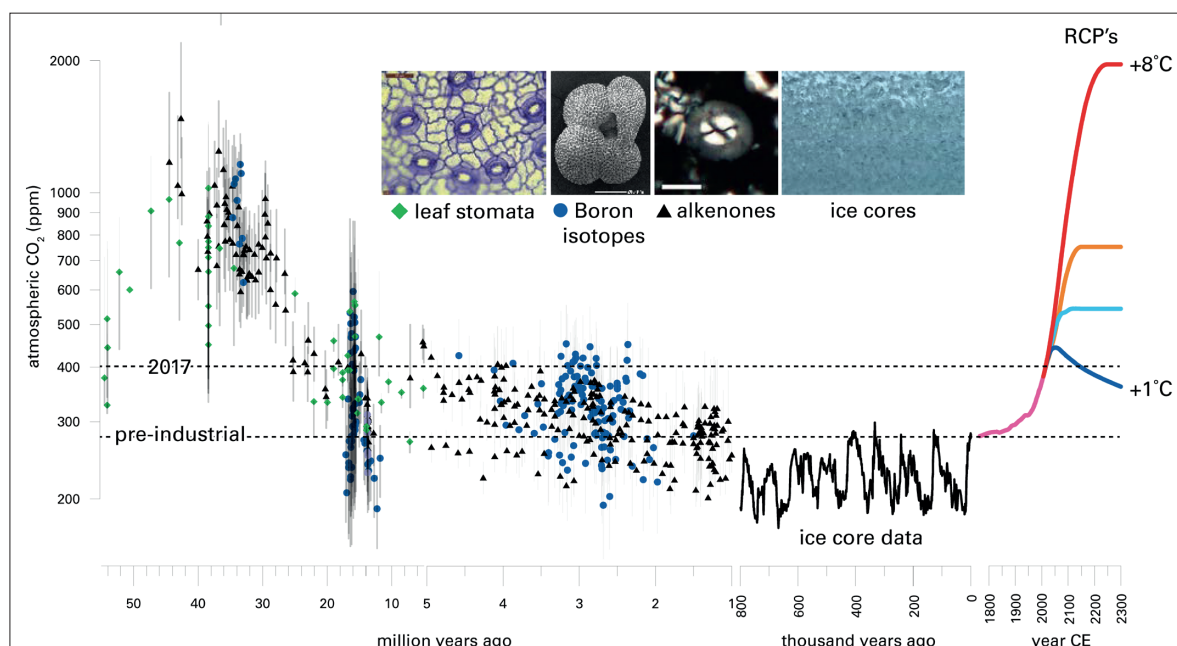 RCP's
2000
+8°C
1000
900
800
700
600
500
400
300
200
atmospheric CO₂ (ppm)
leaf stomata
Boron
isotopes
alkenones
ice cores
2017
pre-industrial
+1°C
ice core data
50 40 30 20 10 5 4 3 2 1
800 600 400 200 0
1800 1900 2000 2100 2200 2300
million years ago
thousand years ago
year CE